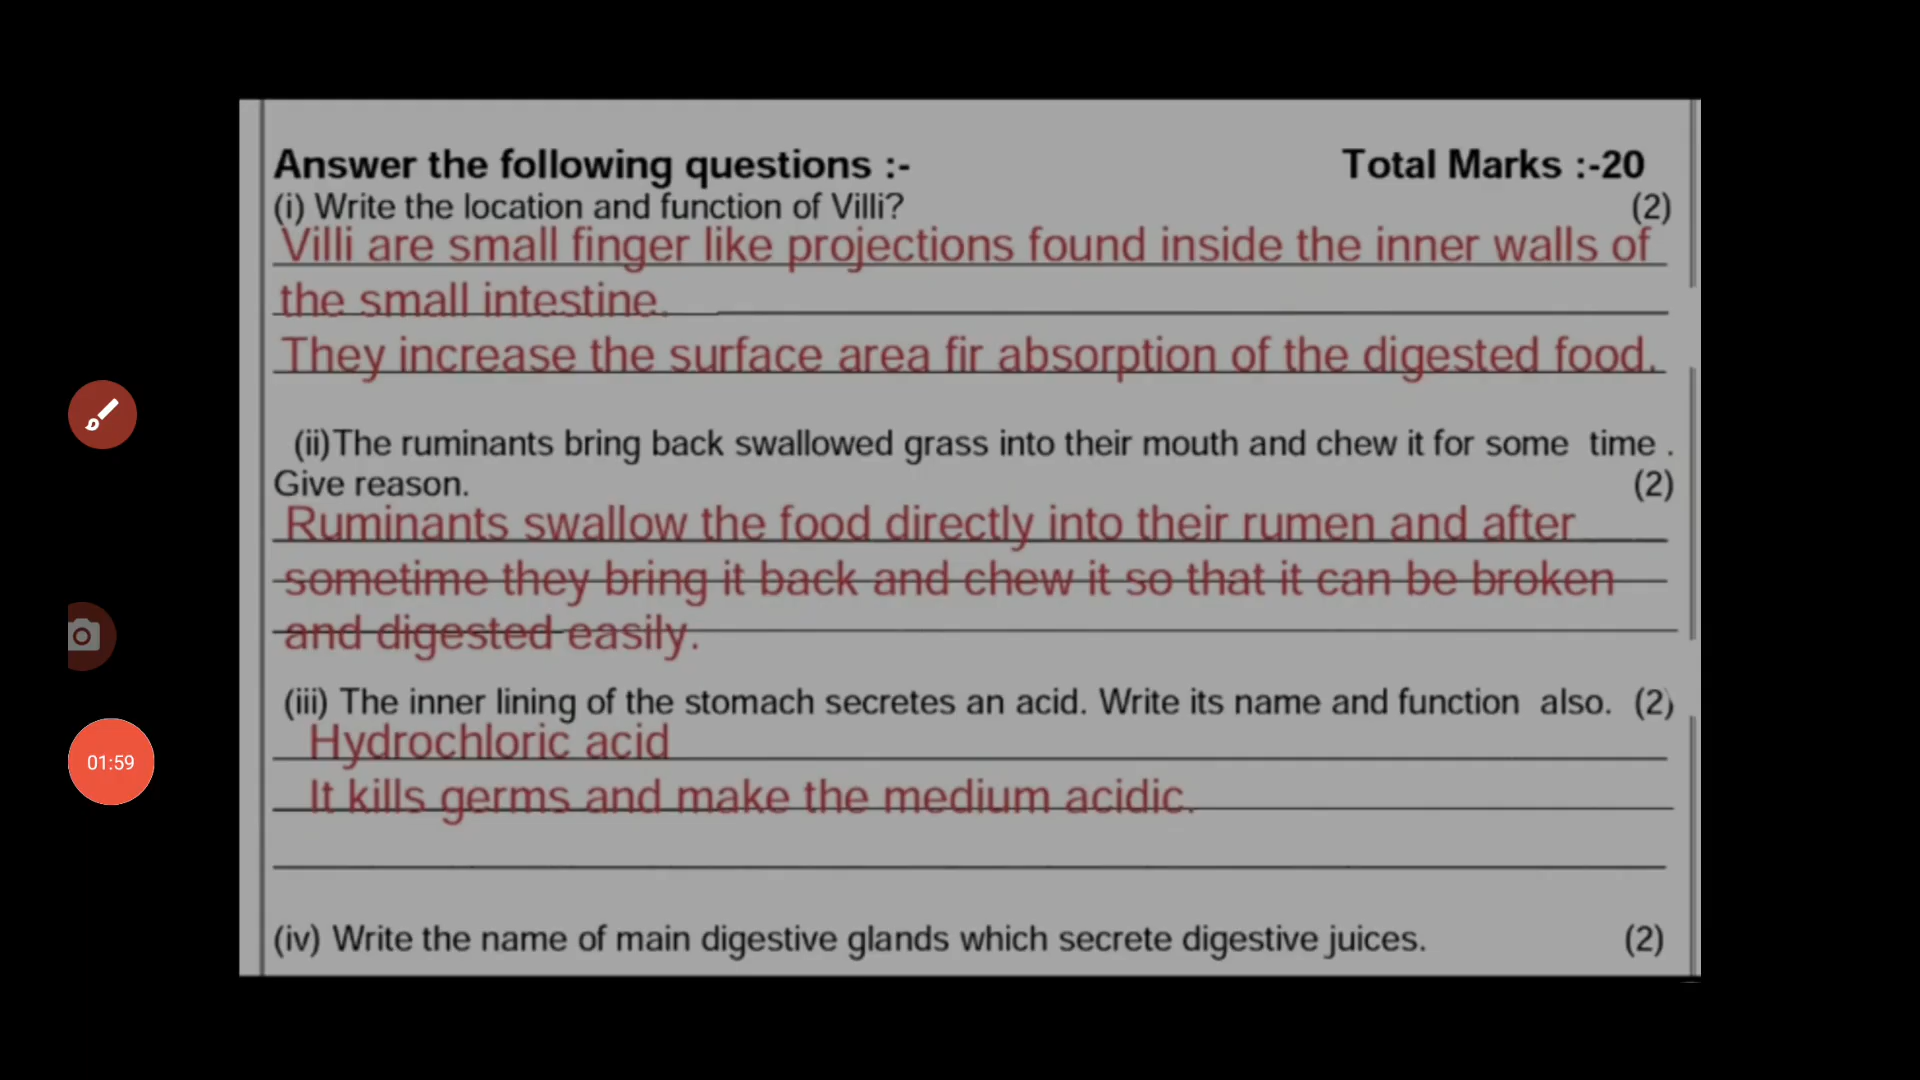 Answer the following questions :- Total Marks :-20
(i) Write the location and function of Villi? (2)
Villi are small finger like projections found inside the inner walls of
the small intestine.
They increase the surface area fir absorption of the digested food.
(ii)The ruminants bring back swallowed grass into their mouth and chew it for some time .
Give reason. (2)
Ruminants swallow the food directly into their rumen and after
sometime they bring it back and chew it so that it can be broken
and digested easily.
(iii) The inner lining of the stomach secretes an acid. Write its name and function also. (2)
Hydrochloric acid
It kills germs and make the medium acidic.
(iv) Write the name of main digestive glands which secrete digestive juices. (2)
01:59